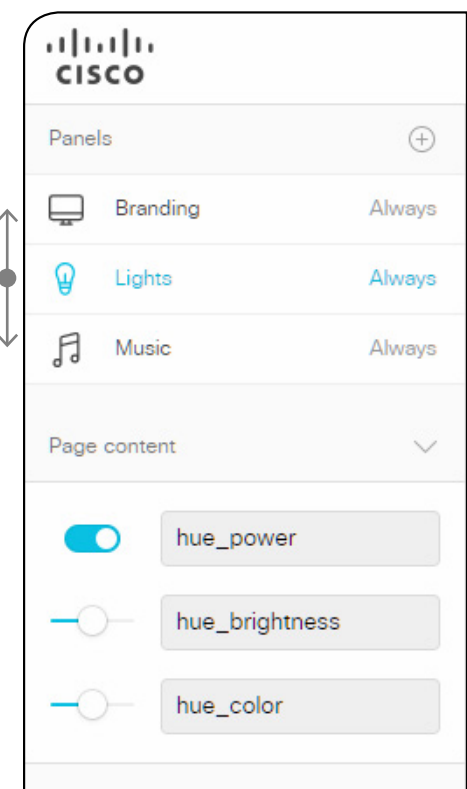 CISCO
Panels
Branding Always
Lights Always
Music Always
Page content
hue_power
hue_brightness
hue_color